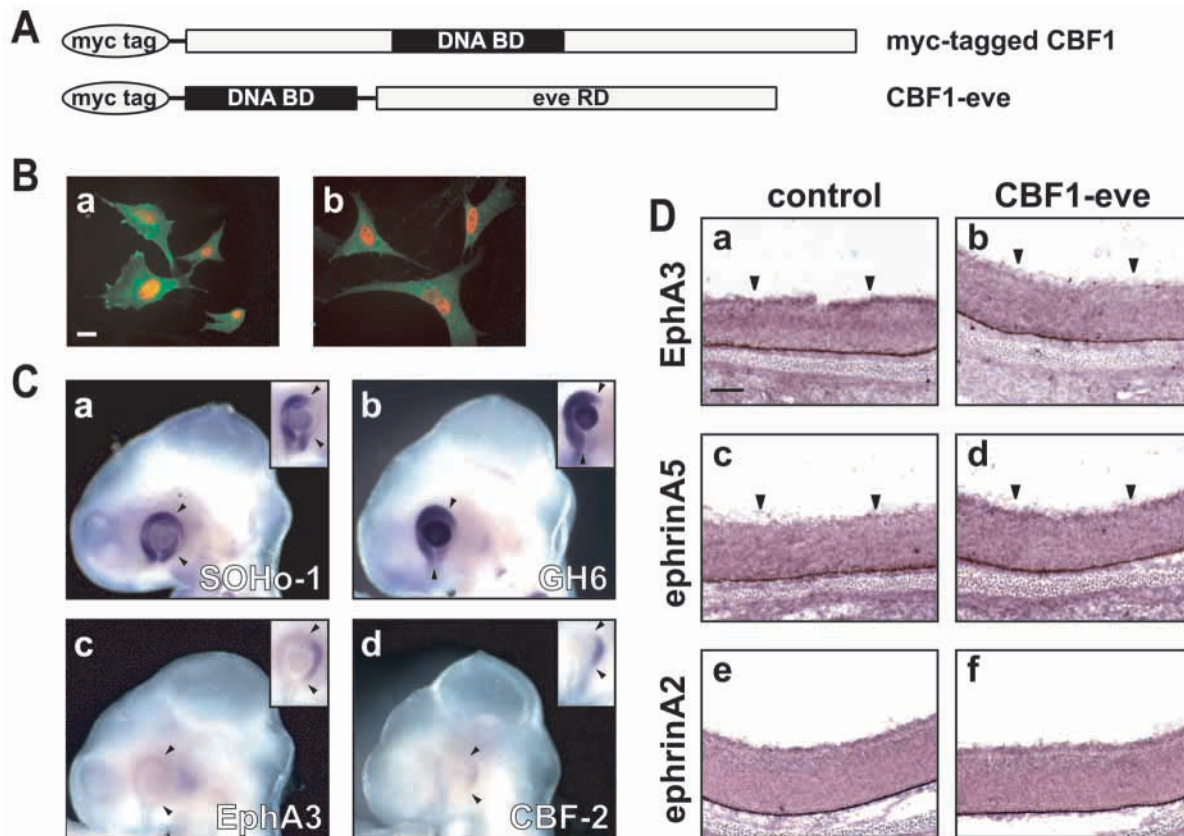 A
myc tag DNA BD myc-tagged CBF1
myc tag DNA BD eve RD CBF1-eve
B
a b
C
a b
SOHo-1 GH6
c d
EphA3 CBF-2
control CBF1-eve
D
a b
EphA3
c d
ephrinA5
e f
ephrinA2